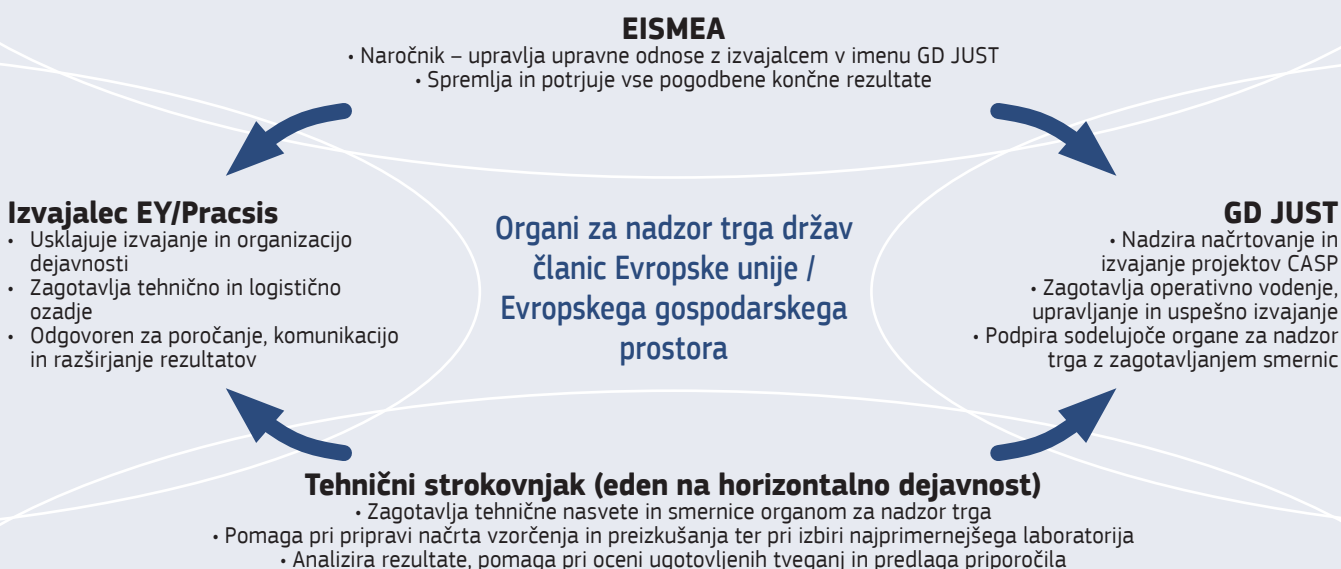 EISMEA
• Naročnik – upravlja upravne odnose z izvajalcem v imenu GD JUST
• Spremlja in potrjuje vse pogodbene končne rezultate
Izvajalec EY/Pracsis
• Usklajuje izvajanje in organizacijo
dejavnosti
• Zagotavlja tehnično in logistično
ozadje
• Odgovoren za poročanje, komunikacijo
in razširjanje rezultatov
Organi za nadzor trga držav
članic Evropske unije /
Evropskega gospodarskega
prostora
GD JUST
• Nadzira načrtovanje in
izvajanje projektov CASP
• Zagotavlja operativno vodenje,
upravljanje in uspešno izvajanje
• Podpira sodelujoče organe za nadzor
trga z zagotavljanjem smernic
Tehnični strokovnjak (eden na horizontalno dejavnost)
• Zagotavlja tehnične nasvete in smernice organom za nadzor trga
• Pomaga pri pripravi načrta vzorčenja in preizkušanja ter pri izbiri najprimernejšega laboratorija
• Analizira rezultate, pomaga pri oceni ugotovljenih tveganj in predlaga priporočila